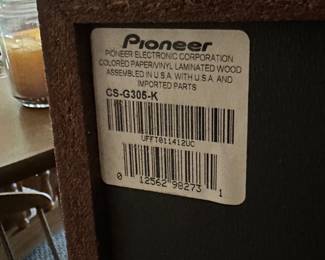 Pioneer
PIONEER ELECTRONIC CORPORATION
COLORED PAPER/VINYL LAMINATED WOOD
ASSEMBLED IN U.S.A. WITH U.S.A. AND
IMPORTED PARTS
CS-G305-K
UFFT011412UC
0 12562 98273 1